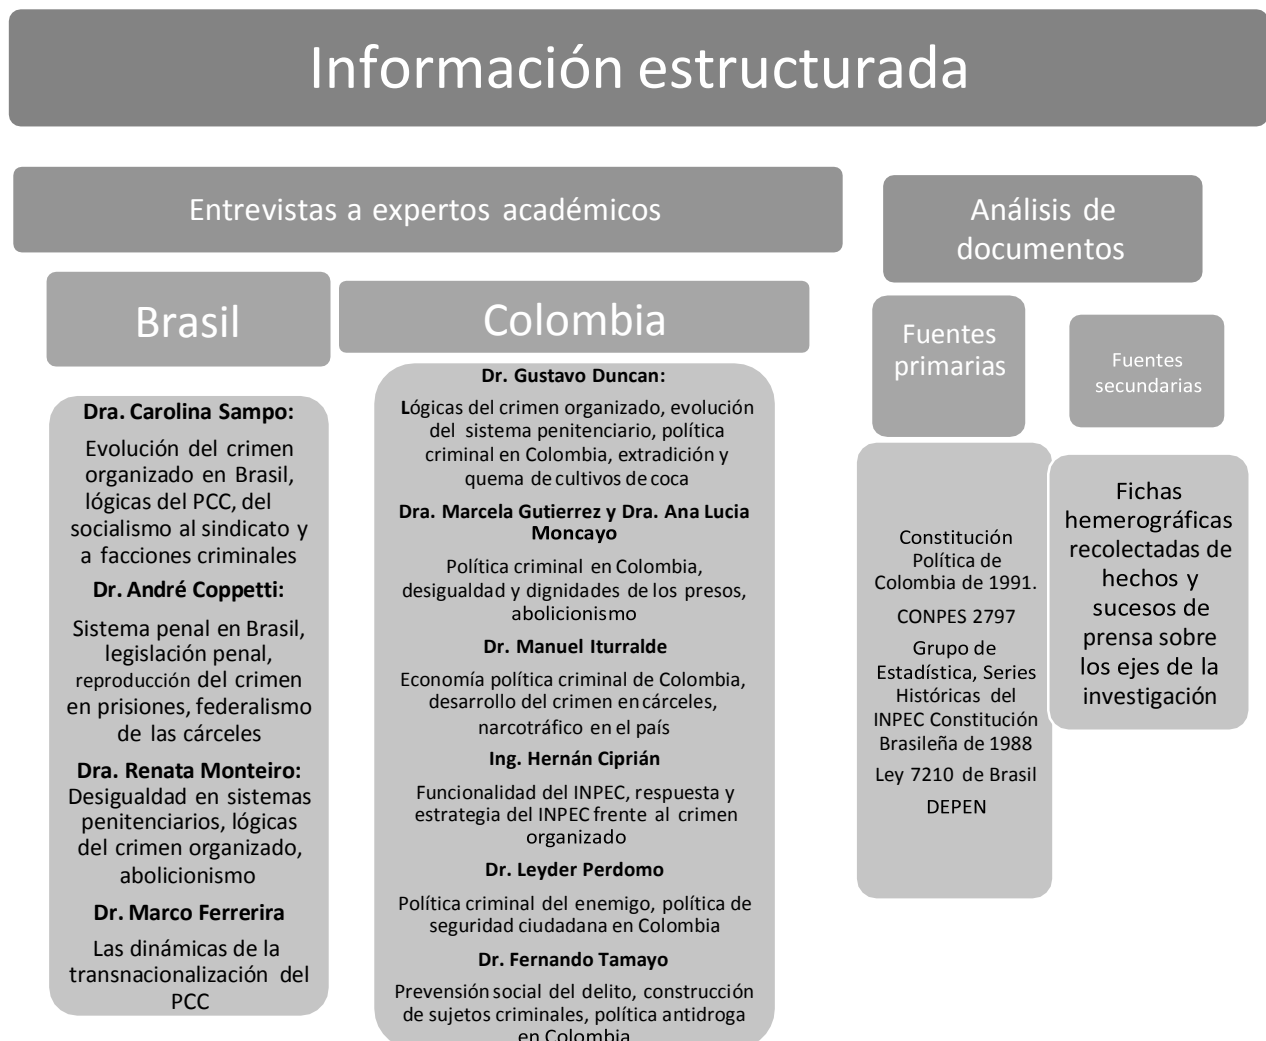 Información estructurada
Entrevistas a expertos académicos
Brasil
Dra. Carolina Sampo:
Evolución del crimen
organizado en Brasil,
lógicas del PCC, del
socialismo al sindicato y
a facciones criminales
Dr. André Coppetti:
Sistema penal en Brasil,
legislación penal,
reproducción del crimen
en prisiones, federalismo
de las cárceles
Dra. Renata Monteiro:
Desigualdad en sistemas
penitenciarios, lógicas
del crimen organizado,
abolicionismo
Dr. Marco Ferrerira
Las dinámicas de la
transnacionalización del
PCC
Colombia
Dr. Gustavo Duncan:
Lógicas del crimen organizado, evolución
del sistema penitenciario, política
criminal en Colombia, extradición y
quema de cultivos de coca
Dra. Marcela Gutierrez y Dra. Ana Lucia
Moncayo
Política criminal en Colombia,
desigualdad y dignidades de los presos,
abolicionismo
Dr. Manuel Iturralde
Economía política criminal de Colombia,
desarrollo del crimen en cárceles,
narcotráfico en el país
Ing. Hernán Ciprián
Funcionalidad del INPEC, respuesta y
estrategia del INPEC frente al crimen
organizado
Dr. Leyder Perdomo
Política criminal del enemigo, política de
seguridad ciudadana en Colombia
Dr. Fernando Tamayo
Prevención social del delito, construcción
de sujetos criminales, política antidroga
en Colombia
Análisis de
documentos
Fuentes
primarias
Constitución
Política de
Colombia de 1991.
CONPES 2797
Grupo de
Estadística, Series
Históricas del
INPEC Constitución
Brasileña de 1988
Ley 7210 de Brasil
DEPEN
Fuentes
secundarias
Fichas
hemerográficas
recolectadas de
hechos y
sucesos de
prensa sobre
los ejes de la
investigación